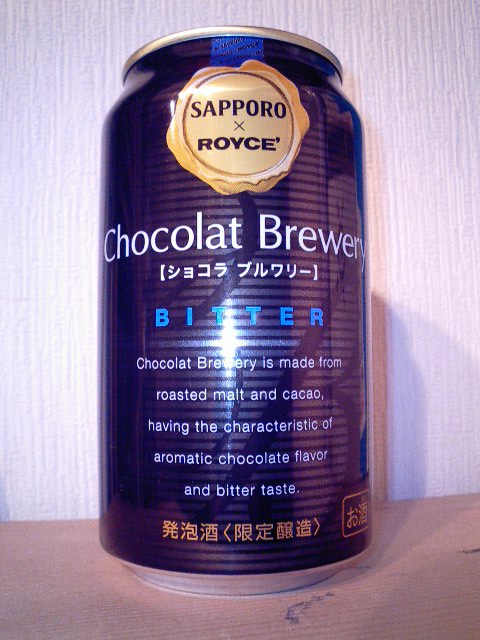 SAPPORO
×
ROYCE'
Chocolat Brewery
【ショコラ ブルワリー】
BITTER
Chocolat Brewery is made from
roasted malt and cacao,
having the characteristic of
aromatic chocolate flavor
and bitter taste.
発泡酒〈限定醸造〉
お酒